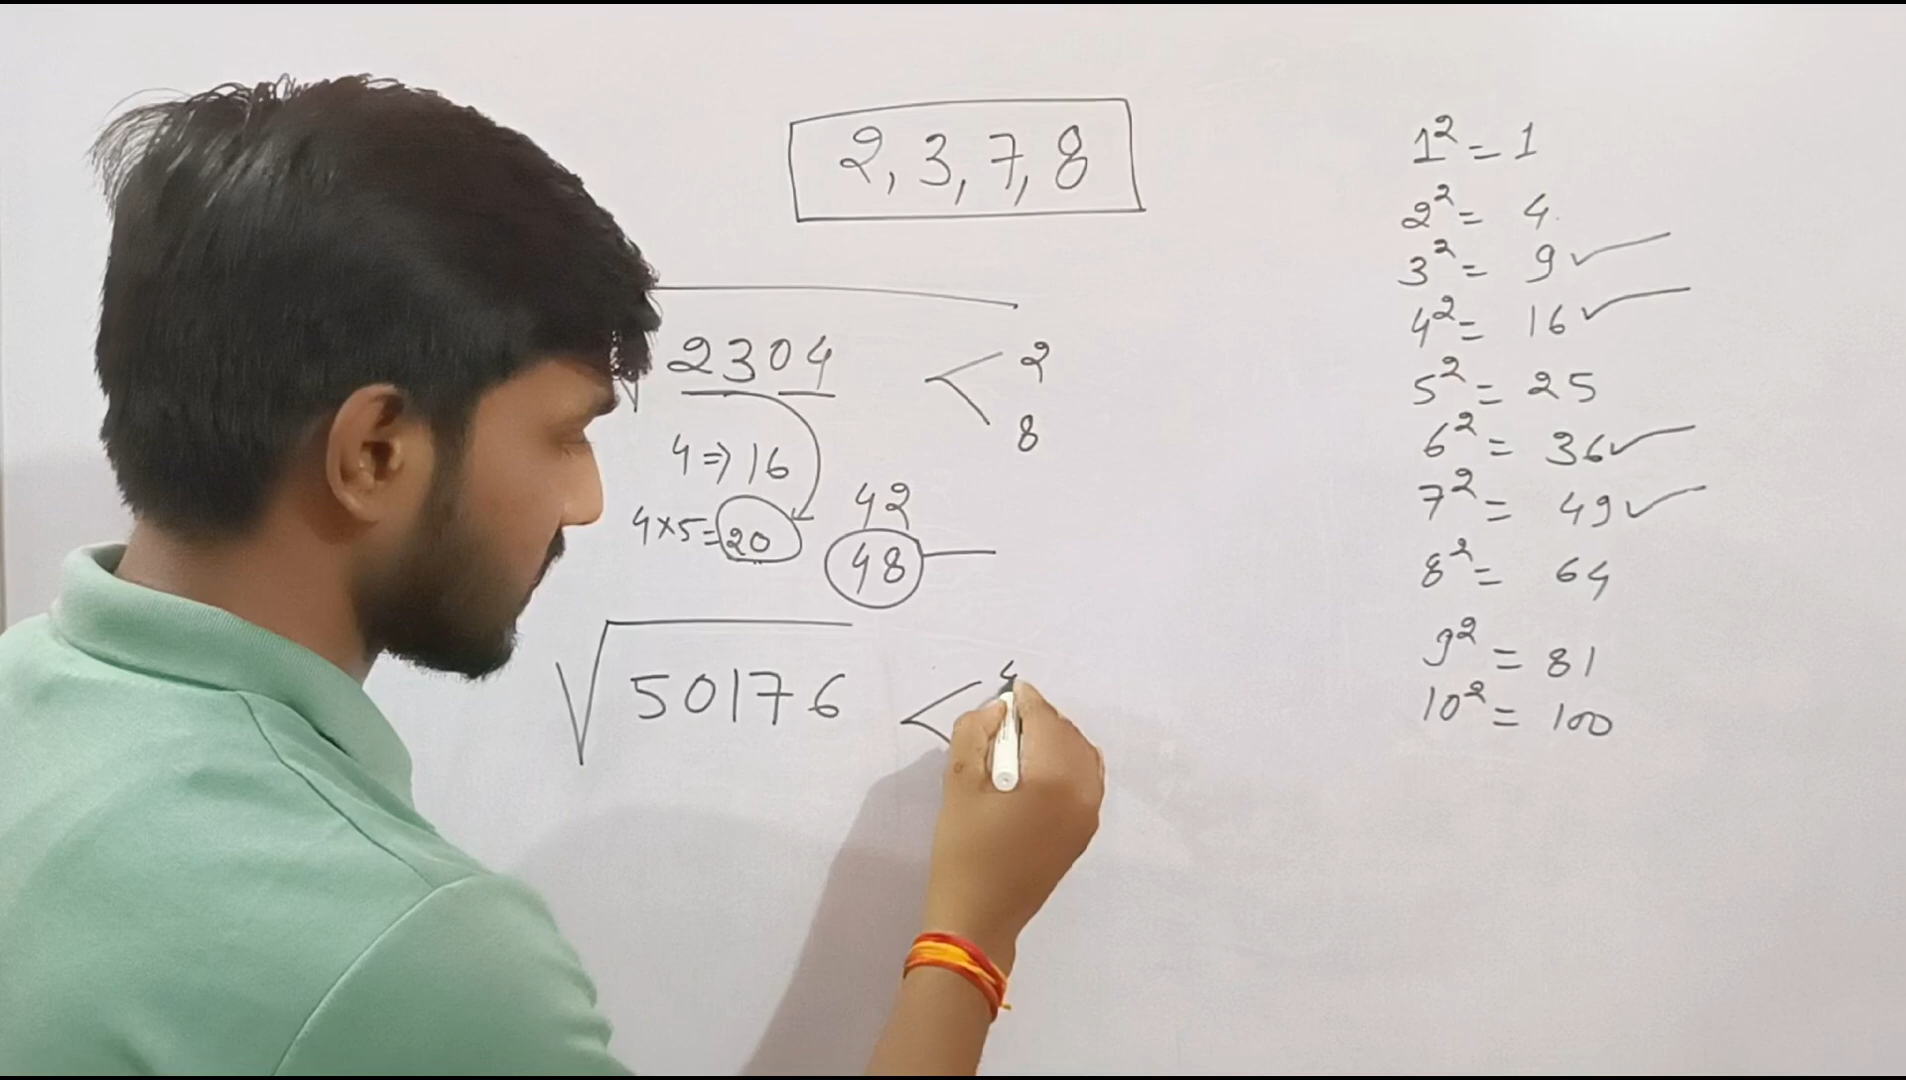 2, 3, 7, 8
√2304 < 2
8
4 ⇒ 16
4×5=20
42
48
√50176 < 4
1² = 1
2² = 4
3² = 9 ✓
4² = 16 ✓
5² = 25
6² = 36 ✓
7² = 49 ✓
8² = 64
9² = 81
10² = 100